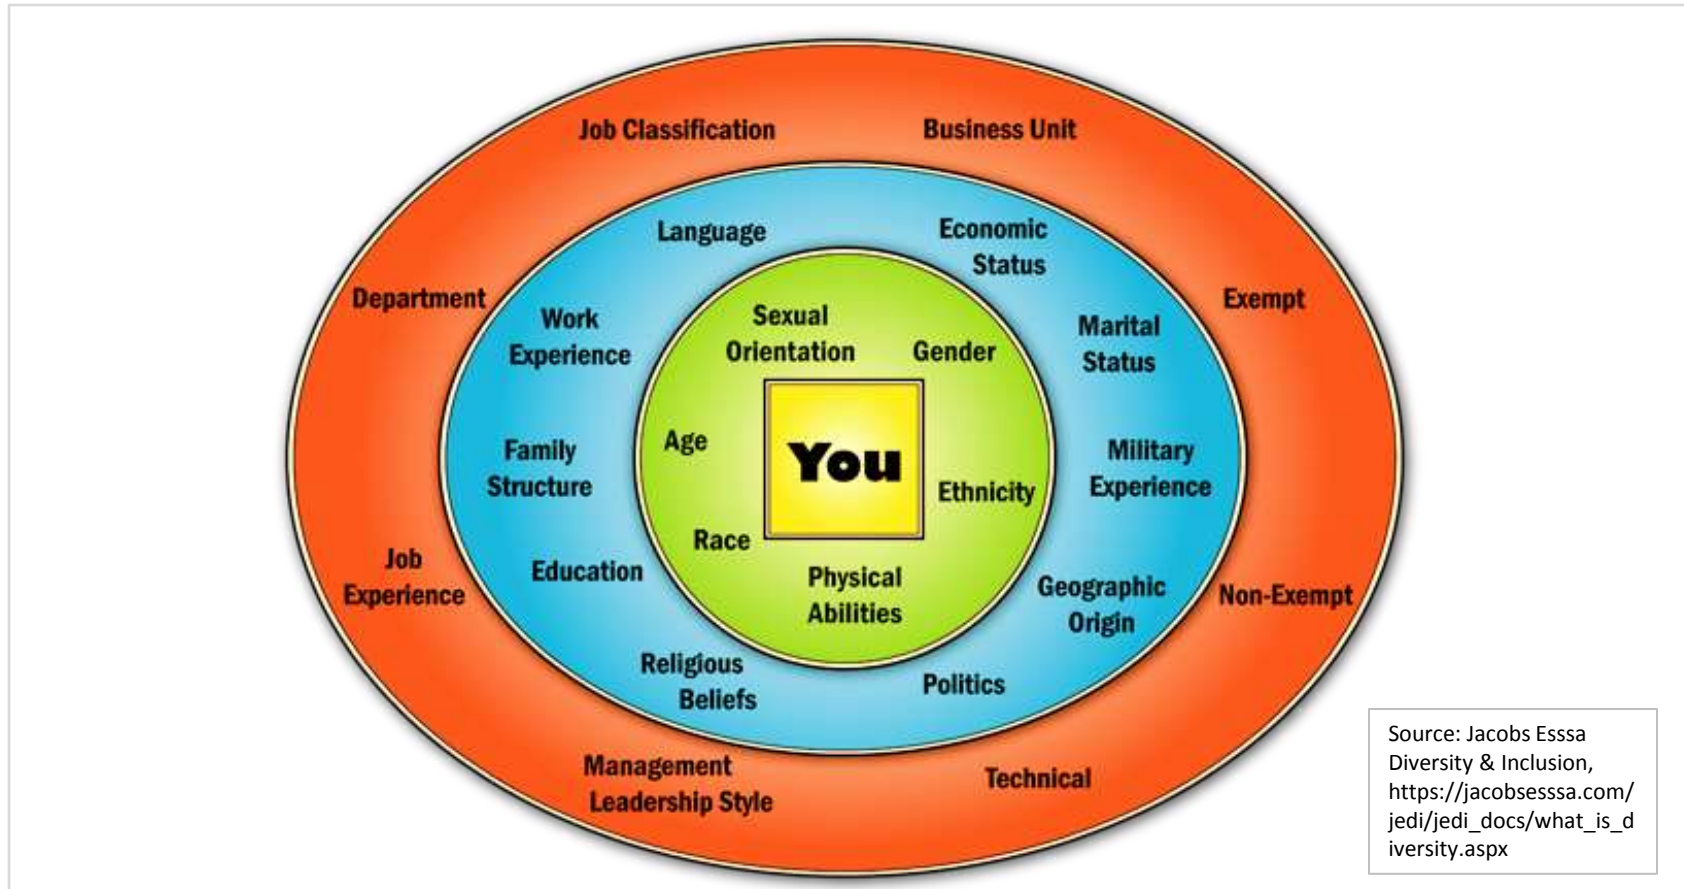 Job Classification
Business Unit
Language
Economic
Status
Department
Exempt
Work
Experience
Sexual
Orientation
Gender
Marital
Status
Age
You
Family
Structure
Military
Experience
Ethnicity
Race
Education
Physical
Abilities
Job
Experience
Geographic
Origin
Non-Exempt
Religious
Beliefs
Politics
Management
Leadership Style
Technical
Source: Jacobs Esssa
Diversity & Inclusion,
https://jacobsesssa.com/
jedi/jedi_docs/what_is_d
iversity.aspx